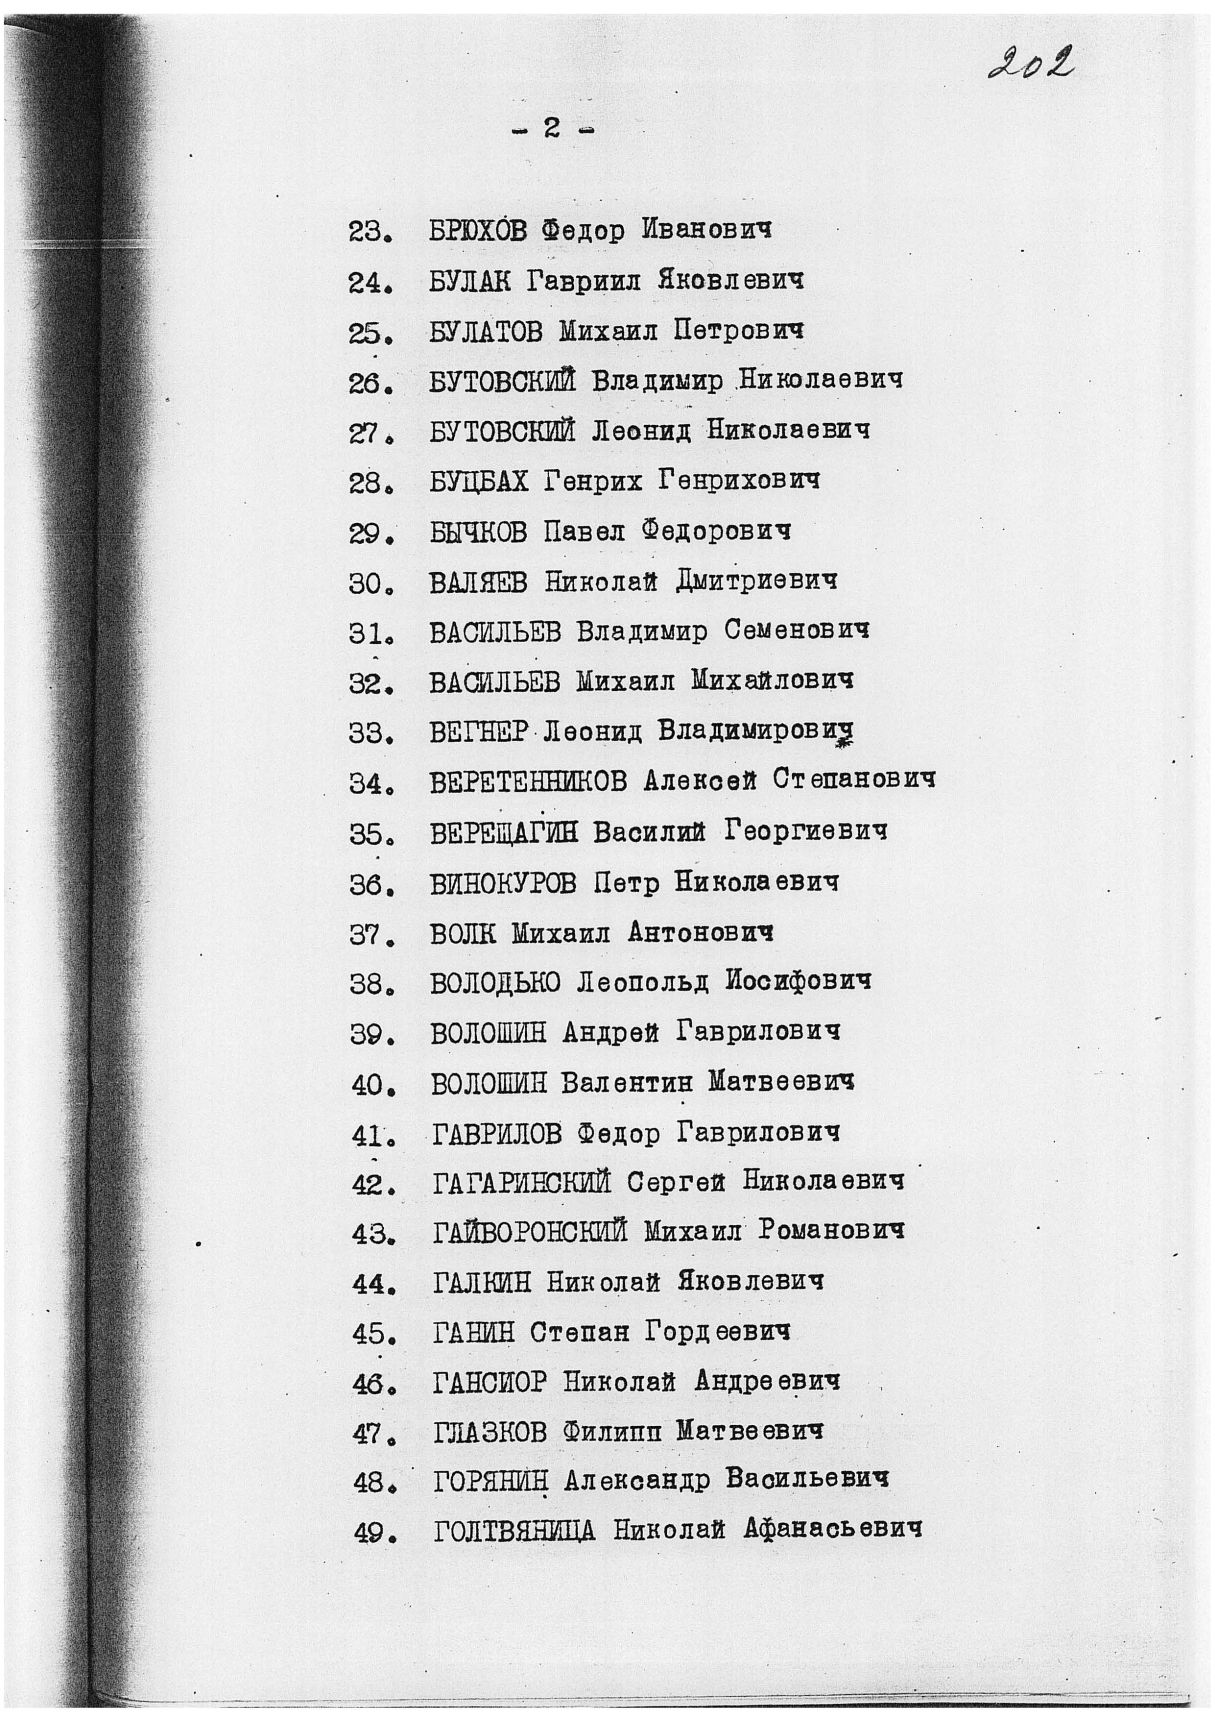 202
- 2 -
23. БРЮХОВ Федор Иванович
24. БУЛАК Гавриил Яковлевич
25. БУЛАТОВ Михаил Петрович
26. БУТОВСКИЙ Владимир Николаевич
27. БУТОВСКИЙ Леонид Николаевич
28. БУЦБАХ Генрих Генрихович
29. БЫЧКОВ Павел Федорович
30. ВАЛЯЕВ Николай Дмитриевич
31. ВАСИЛЬЕВ Владимир Семенович
32. ВАСИЛЬЕВ Михаил Михайлович
33. ВЕГНЕР Леонид Владимирович
34. ВЕРЕТЕННИКОВ Алексей Степанович
35. ВЕРЕЩАГИН Василий Георгиевич
36. ВИНОКУРОВ Петр Николаевич
37. ВОЛК Михаил Антонович
38. ВОЛОДЬКО Леопольд Иосифович
39. ВОЛОШИН Андрей Гаврилович
40. ВОЛОШИН Валентин Матвеевич
41. ГАВРИЛОВ Федор Гаврилович
42. ГАГАРИНСКИЙ Сергей Николаевич
43. ГАЙВОРОНСКИЙ Михаил Романович
44. ГАЛКИН Николай Яковлевич
45. ГАНИН Степан Гордеевич
46. ГАНСИОР Николай Андреевич
47. ГЛАЗКОВ Филипп Матвеевич
48. ГОРЯНИН Александр Васильевич
49. ГОЛТВЯНИЦА Николай Афанасьевич